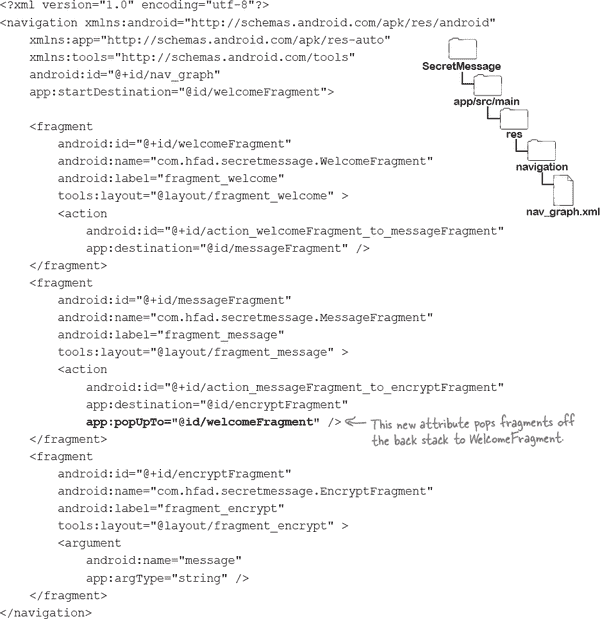 <?xml version="1.0" encoding="utf-8"?>
<navigation xmlns:android="http://schemas.android.com/apk/res/android"
    xmlns:app="http://schemas.android.com/apk/res-auto"
    xmlns:tools="http://schemas.android.com/tools"
    android:id="@+id/nav_graph"
    app:startDestination="@id/welcomeFragment">
    <fragment
        android:id="@+id/welcomeFragment"
        android:name="com.hfad.secretmessage.WelcomeFragment"
        android:label="fragment_welcome"
        tools:layout="@layout/fragment_welcome" >
        <action
            android:id="@+id/action_welcomeFragment_to_messageFragment"
            app:destination="@id/messageFragment" />
    </fragment>
    <fragment
        android:id="@+id/messageFragment"
        android:name="com.hfad.secretmessage.MessageFragment"
        android:label="fragment_message"
        tools:layout="@layout/fragment_message" >
        <action
            android:id="@+id/action_messageFragment_to_encryptFragment"
            app:destination="@id/encryptFragment"
            app:popUpTo="@id/welcomeFragment" />
    </fragment>
    <fragment
        android:id="@+id/encryptFragment"
        android:name="com.hfad.secretmessage.EncryptFragment"
        android:label="fragment_encrypt"
        tools:layout="@layout/fragment_encrypt" >
        <argument
            android:name="message"
            app:argType="string" />
    </fragment>
</navigation>
SecretMessage
app/src/main
res
navigation
nav_graph.xml
This new attribute pops fragments off
the back stack to WelcomeFragment.